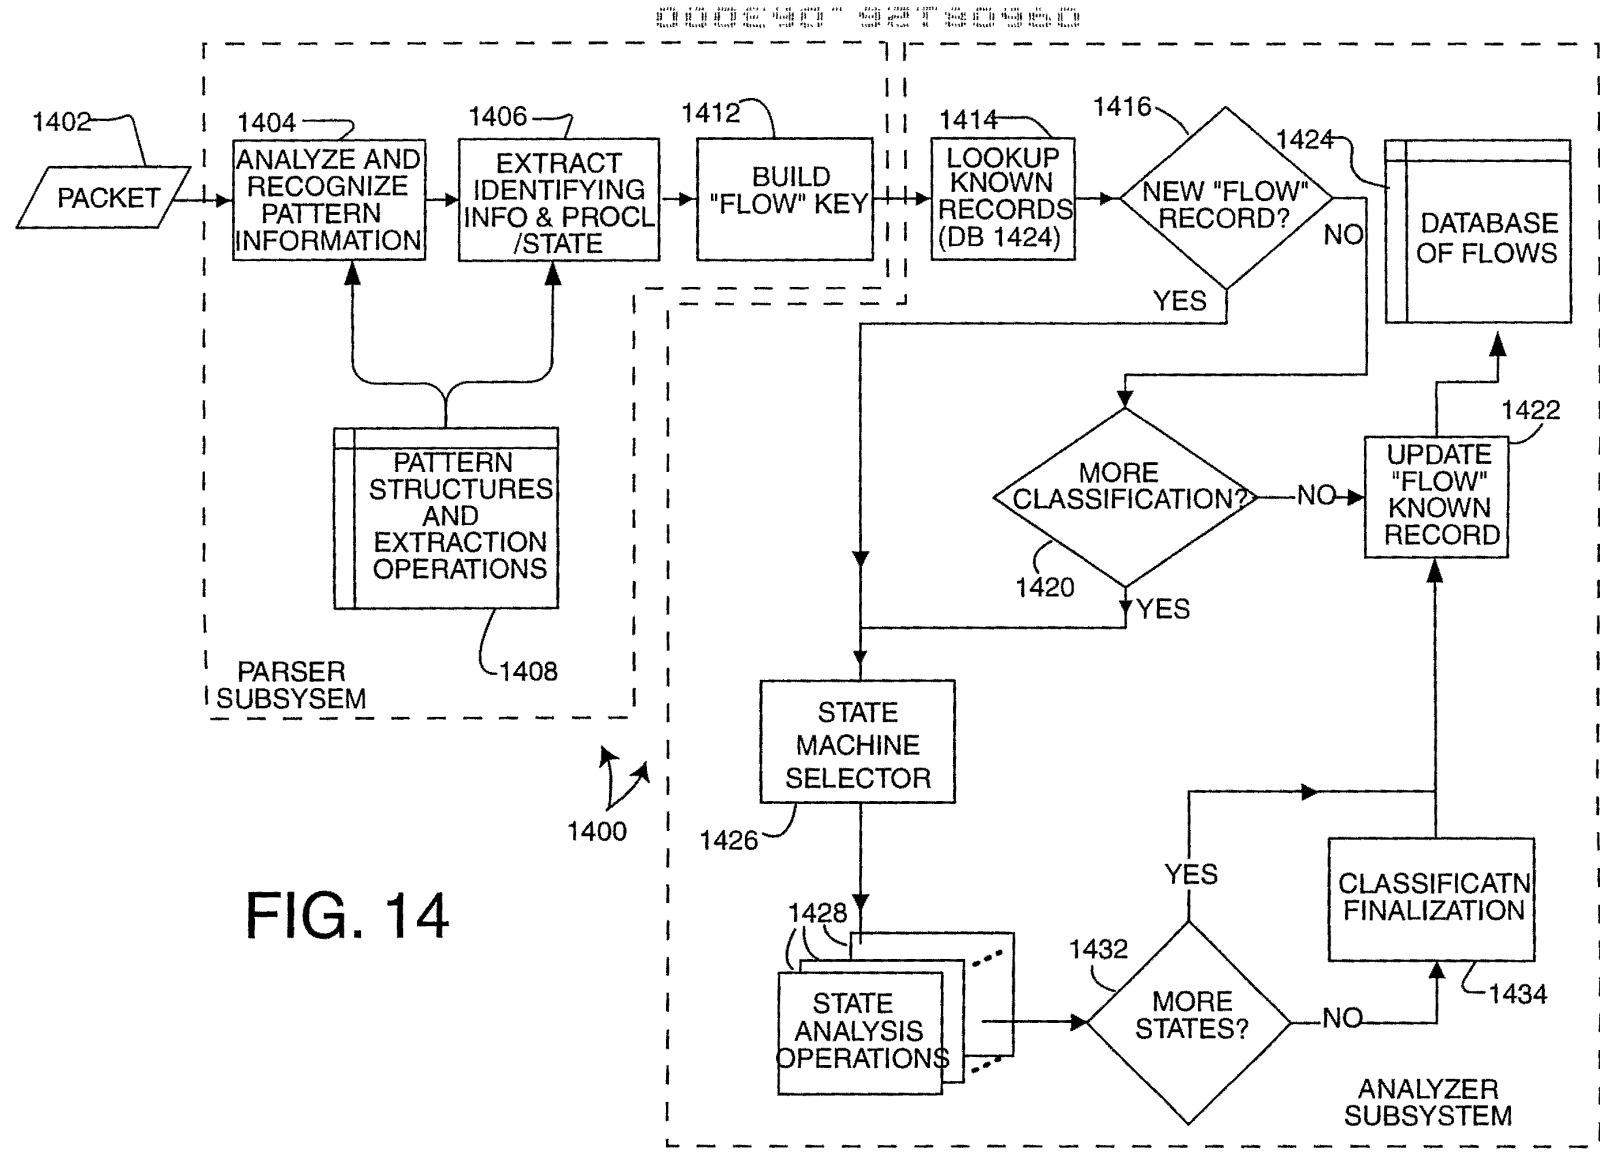 1402
PACKET
1404
ANALYZE AND
RECOGNIZE
PATTERN
INFORMATION
1406
EXTRACT
IDENTIFYING
INFO & PROCL
/STATE
1412
BUILD
"FLOW" KEY
1414
LOOKUP
KNOWN
RECORDS
(DB 1424)
1416
NEW "FLOW"
RECORD?
NO
YES
1424
DATABASE
OF FLOWS
PATTERN
STRUCTURES
AND
EXTRACTION
OPERATIONS
1408
PARSER
SUBSYSEM
MORE
CLASSIFICATION?
NO
1420
YES
1422
UPDATE
"FLOW"
KNOWN
RECORD
STATE
MACHINE
SELECTOR
1426
1400
FIG. 14
1428
STATE
ANALYSIS
OPERATIONS
1432
MORE
STATES?
YES
NO
CLASSIFICATN
FINALIZATION
1434
ANALYZER
SUBSYSTEM